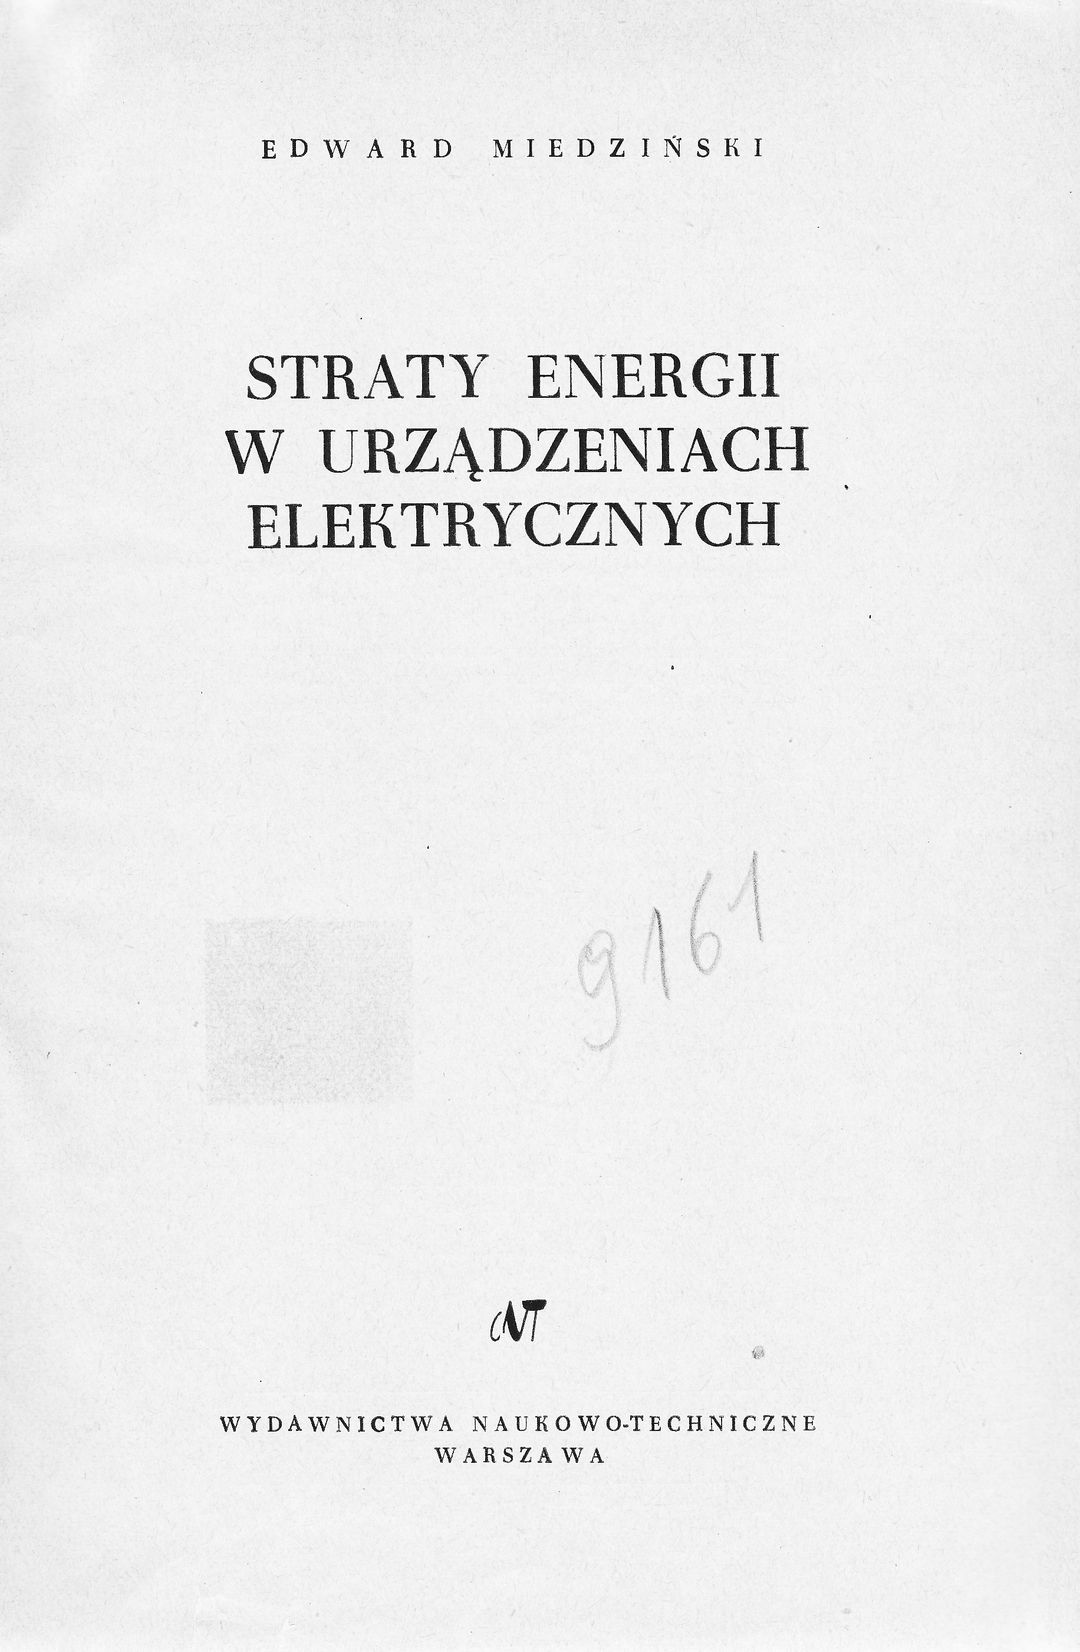 EDWARD MIEDZIŃSKI
STRATY ENERGII
W URZĄDZENIACH
ELEKTRYCZNYCH
9161
WNT
WYDAWNICTWA NAUKOWO-TECHNICZNE
WARSZAWA